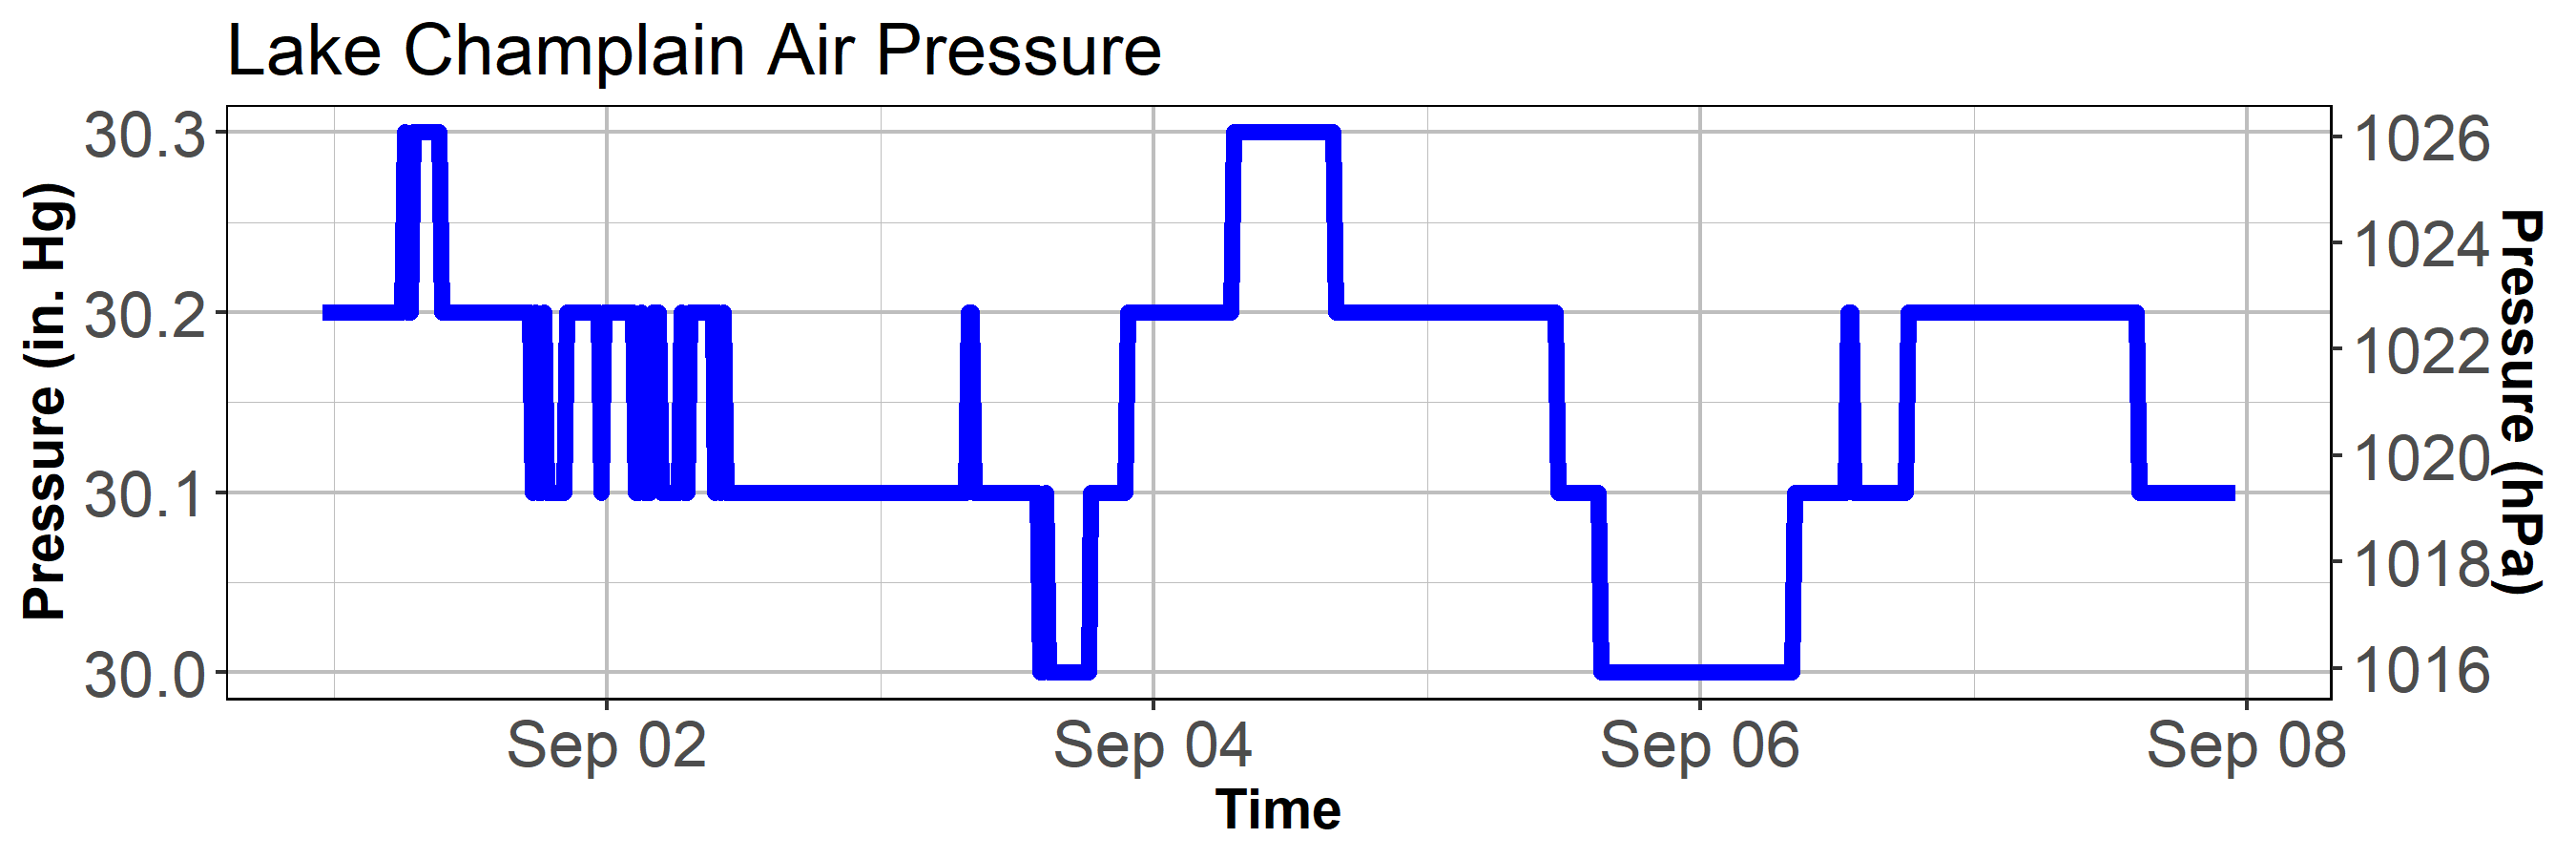 Lake Champlain Air Pressure
Pressure (in. Hg)
30.3
30.2
30.1
30.0
1026
1024
1022
1020
1018
1016
Pressure (hPa)
Sep 02 Sep 04 Sep 06 Sep 08
Time